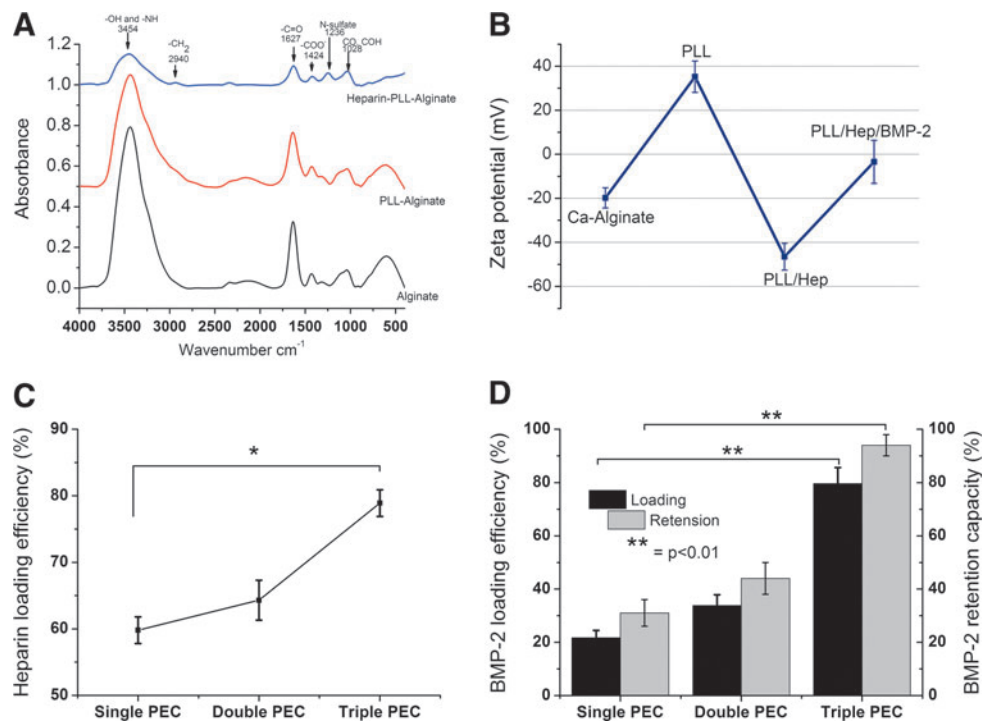 A
-OH and -NH
3454
-CH2
2940
-C=O
1627
-COO-
1424
N-sulfate
1236
CO, COH
1028
1.2
1.0
0.8
0.6
0.4
0.2
0.0
Absorbance
Heparin-PLL-Alginate
PLL-Alginate
Alginate
4000 3500 3000 2500 2000 1500 1000 500
Wavenumber cm-1
B
40
20
0
-20
-40
-60
Zeta potential (mV)
PLL
PLL/Hep/BMP-2
Ca-Alginate
PLL/Hep
C
90
80
70
60
50
Heparin loading efficiency (%)
*
Single PEC Double PEC Triple PEC
D
100
80
60
40
20
0
BMP-2 loading efficiency (%)
**
**
Loading
Retension
** = p<0.01
100
80
60
40
20
0
BMP-2 retention capacity (%)
Single PEC Double PEC Triple PEC